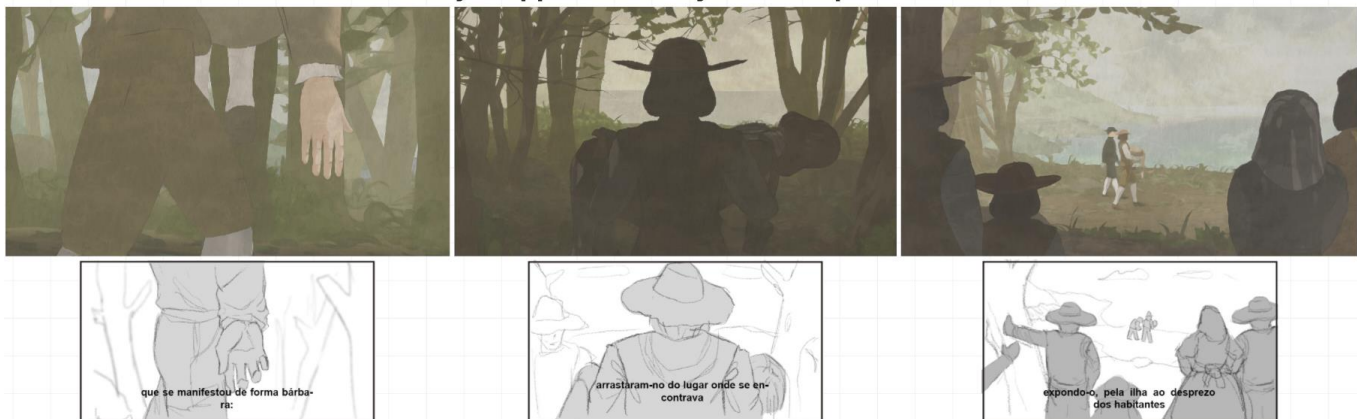 que se manifestou de forma bárba-
ra:
arrastaram-no do lugar onde se en-
contrava
expondo-o, pela ilha ao desprezo
dos habitantes